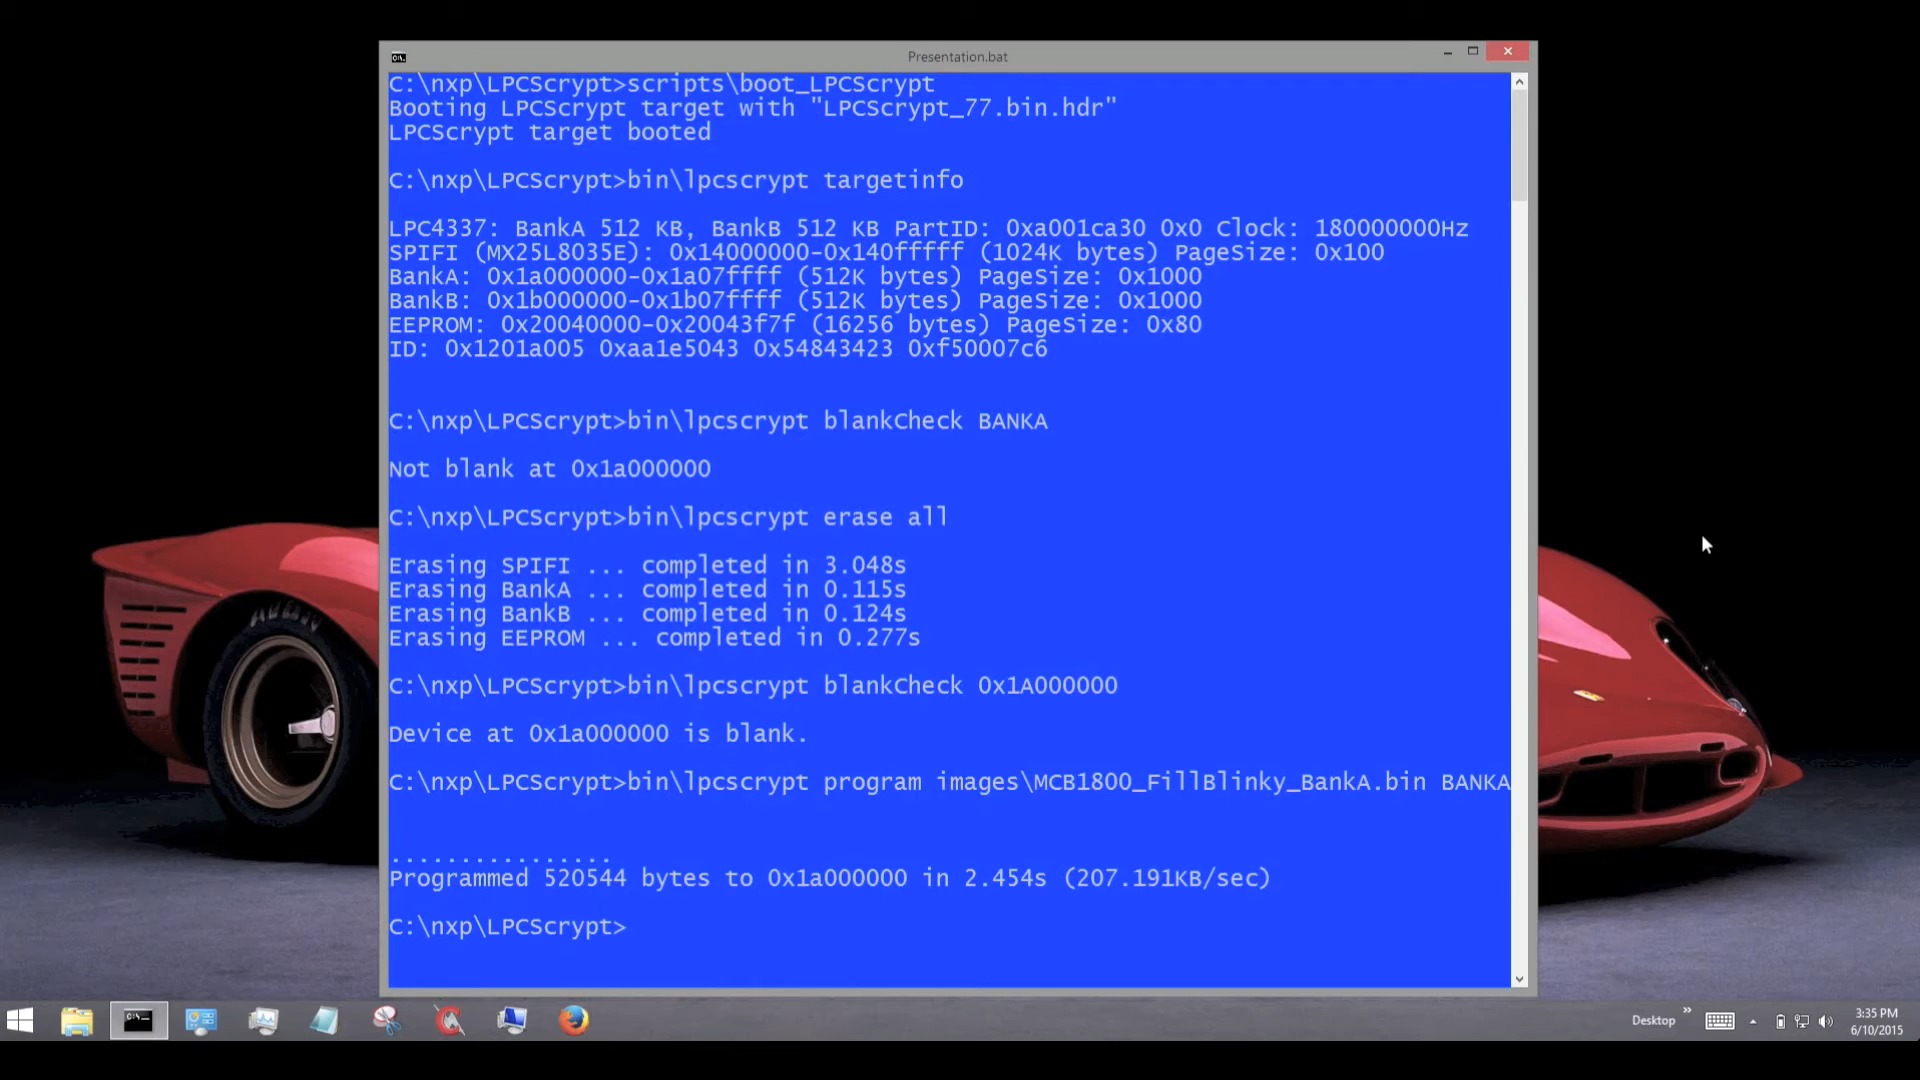 Presentation.bat
C:\nxp\LPCScrypt>scripts\boot_LPCScrypt
Booting LPCScrypt target with "LPCScrypt_77.bin.hdr"
LPCScrypt target booted
C:\nxp\LPCScrypt>bin\lpcscrypt targetinfo
LPC4337: BankA 512 KB, BankB 512 KB PartID: 0xa001ca30 0x0 Clock: 180000000Hz
SPIFI (MX25L8035E): 0x14000000-0x140fffff (1024K bytes) PageSize: 0x100
BankA: 0x1a000000-0x1a07ffff (512K bytes) PageSize: 0x1000
BankB: 0x1b000000-0x1b07ffff (512K bytes) PageSize: 0x1000
EEPROM: 0x20040000-0x20043f7f (16256 bytes) PageSize: 0x80
ID: 0x1201a005 0xaa1e5043 0x54843423 0xf50007c6
C:\nxp\LPCScrypt>bin\lpcscrypt blankCheck BANKA
Not blank at 0x1a000000
C:\nxp\LPCScrypt>bin\lpcscrypt erase all
Erasing SPIFI ... completed in 3.048s
Erasing BankA ... completed in 0.115s
Erasing BankB ... completed in 0.124s
Erasing EEPROM ... completed in 0.277s
C:\nxp\LPCScrypt>bin\lpcscrypt blankCheck 0x1A000000
Device at 0x1a000000 is blank.
C:\nxp\LPCScrypt>bin\lpcscrypt program images\MCB1800_FillBlinky_BankA.bin BANKA
................
Programmed 520544 bytes to 0x1a000000 in 2.454s (207.191KB/sec)
C:\nxp\LPCScrypt>
Desktop
3:35 PM
6/10/2015